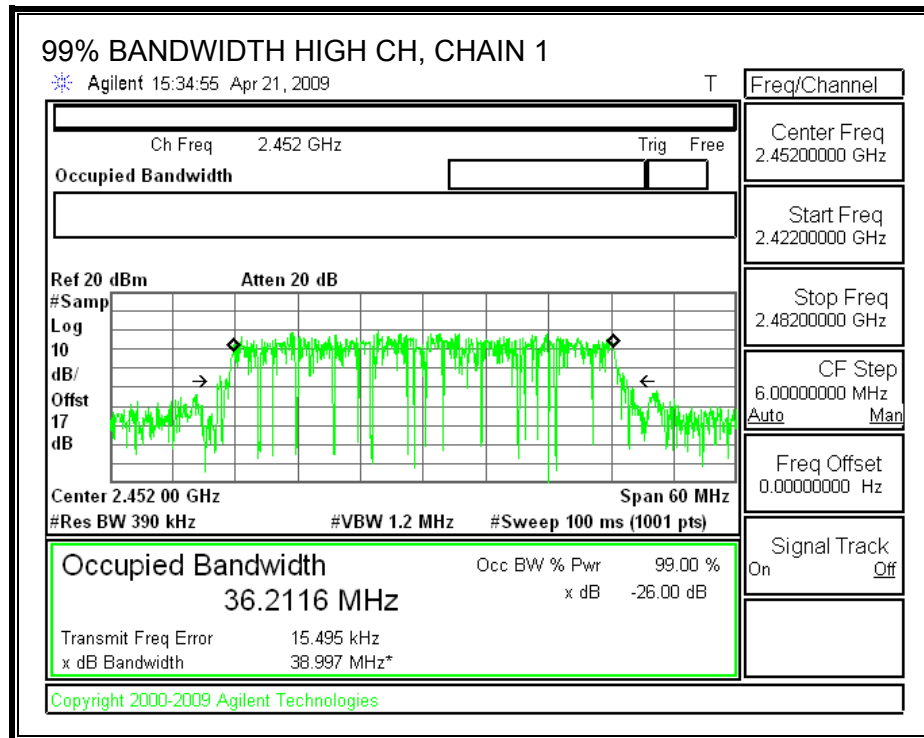 99% BANDWIDTH HIGH CH, CHAIN 1
Agilent 15:34:55 Apr 21, 2009 T
Freq/Channel
Ch Freq 2.452 GHz Trig Free
Occupied Bandwidth
Center Freq
2.45200000 GHz
Start Freq
2.42200000 GHz
Stop Freq
2.48200000 GHz
CF Step
6.00000000 MHz
Auto Man
Freq Offset
0.00000000 Hz
Signal Track
On Off
Ref 20 dBm Atten 20 dB
#Samp
Log
10
dB/
Offst
17
dB
Center 2.452 00 GHz Span 60 MHz
#Res BW 390 kHz #VBW 1.2 MHz #Sweep 100 ms (1001 pts)
Occupied Bandwidth Occ BW % Pwr 99.00 %
36.2116 MHz x dB -26.00 dB
Transmit Freq Error 15.495 kHz
x dB Bandwidth 38.997 MHz*
Copyright 2000-2009 Agilent Technologies